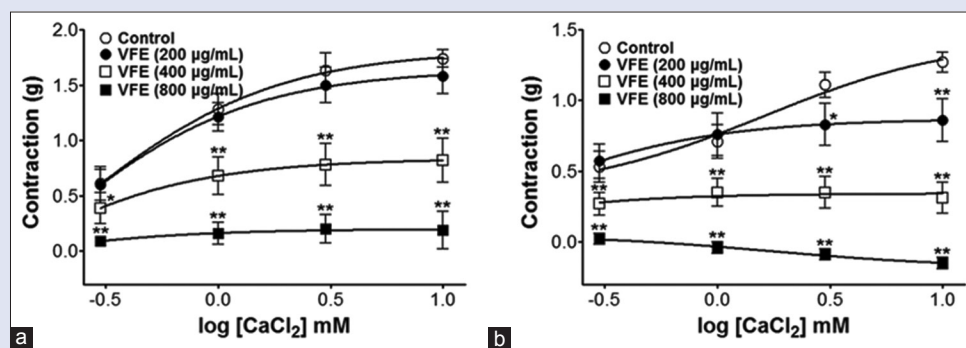 2.0
1.5
1.0
0.5
0.0
Contraction (g)
Control
VFE (200 µg/mL)
VFE (400 µg/mL)
VFE (800 µg/mL)
*
**
**
**
**
**
**
**
**
-0.5
0.0
0.5
1.0
log [CaCl₂] mM
a
1.5
1.0
0.5
0.0
Contraction (g)
Control
VFE (200 µg/mL)
VFE (400 µg/mL)
VFE (800 µg/mL)
*
**
**
**
**
**
**
**
**
**
-0.5
0.0
0.5
1.0
log [CaCl₂] mM
b